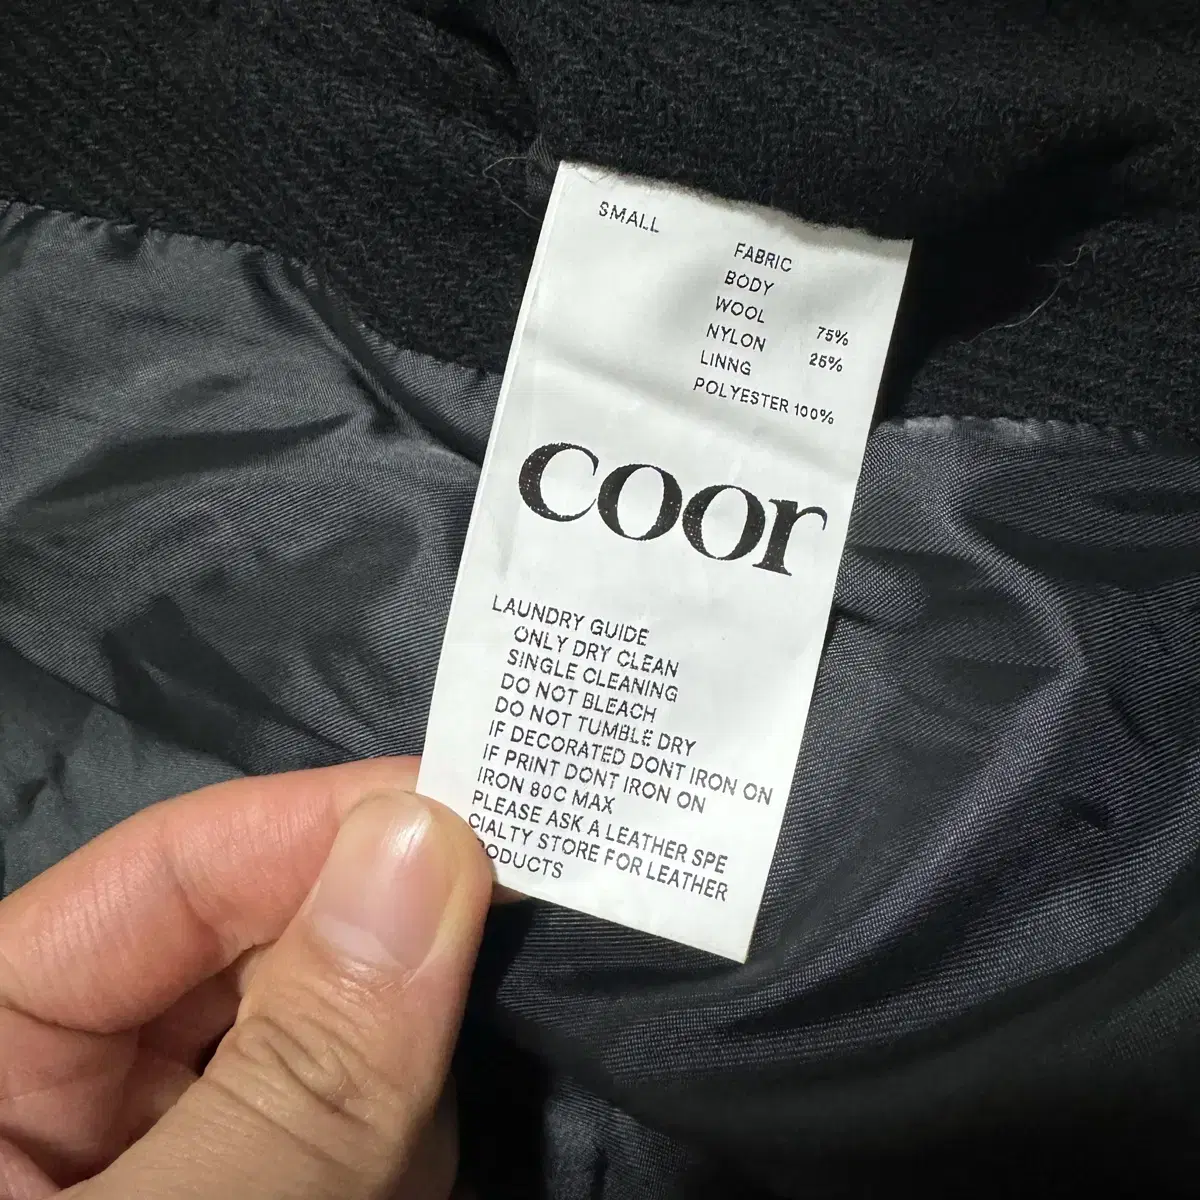 SMALL
FABRIC
BODY
WOOL 75%
NYLON 25%
LINNG
POLYESTER 100%
coor
LAUNDRY GUIDE
ONLY DRY CLEAN
SINGLE CLEANING
DO NOT BLEACH
DO NOT TUMBLE DRY
IF DECORATED DONT IRON ON
IF PRINT DONT IRON ON
IRON 80C MAX
PLEASE ASK A LEATHER SPE
CIALTY STORE FOR LEATHER